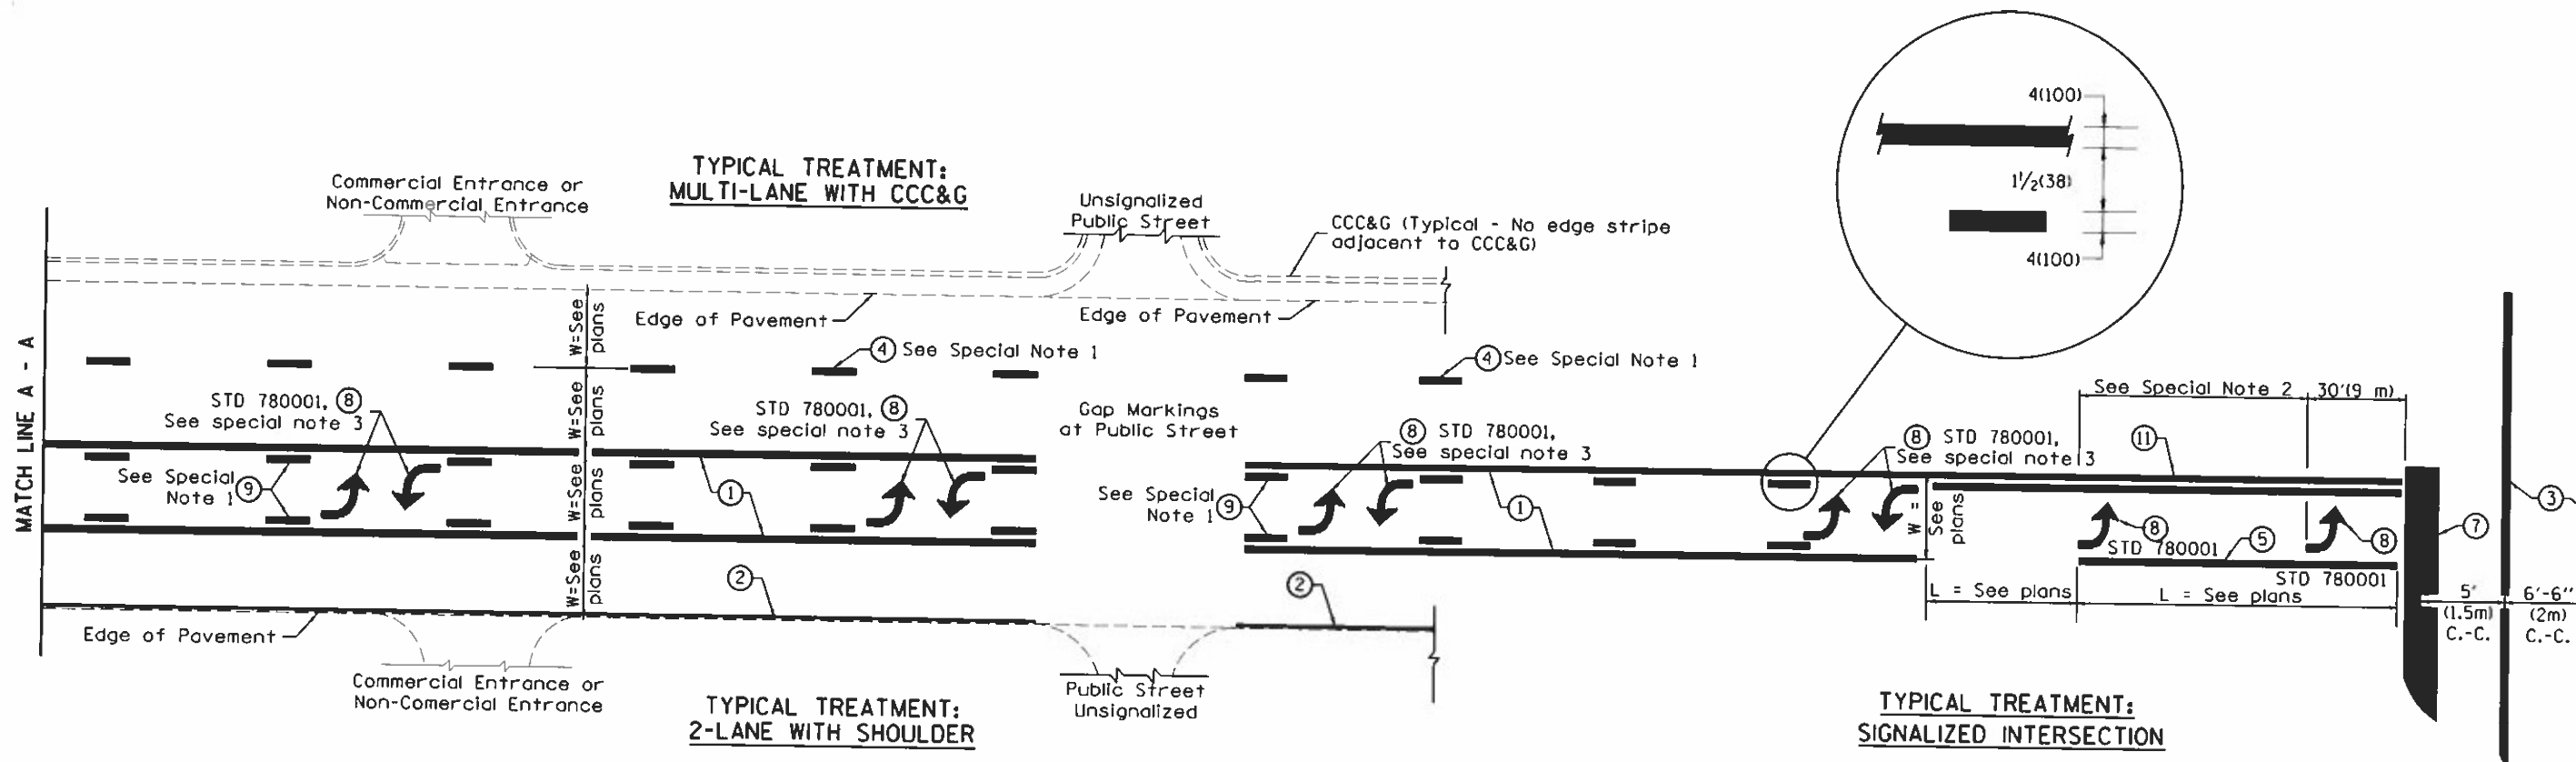 TYPICAL TREATMENT:
MULTI-LANE WITH CCC&G
Commercial Entrance or
Non-Commercial Entrance
Unsignalized
Public Street
CCC&G (Typical - No edge stripe
adjacent to CCC&G)
4(100)
1½(38)
4(100)
MATCH LINE A - A
Edge of Pavement
Edge of Pavement
W=See
plans
W=See
plans
W=See
plans
W=See
plans
4 See Special Note 1
4 See Special Note 1
STD 780001, 8
See special note 3
STD 780001, 8
See special note 3
Gap Markings
at Public Street
8 STD 780001,
See special note 3
8 STD 780001,
See special note 3
See Special Note 2
30'(9 m)
11
See Special
Note 1 9
1
See Special
Note 1 9
1
W =
See
plans
8
STD 780001
5
8
7
3
STD 780001
L = See plans
L = See plans
5'
(1.5m)
C.-C.
6'-6"
(2m)
C.-C.
2
2
Edge of Pavement
Commercial Entrance or
Non-Comercial Entrance
Public Street
Unsignalized
TYPICAL TREATMENT:
2-LANE WITH SHOULDER
TYPICAL TREATMENT:
SIGNALIZED INTERSECTION